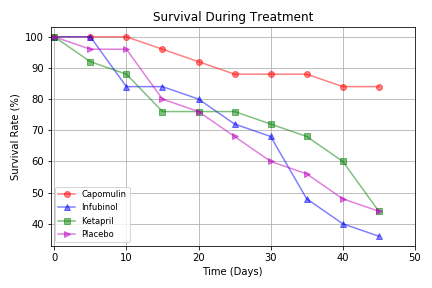 Survival During Treatment
Survival Rate (%)
100
90
80
70
60
50
40
Capomulin
Infubinol
Ketapril
Placebo
0
10
20
30
40
50
Time (Days)